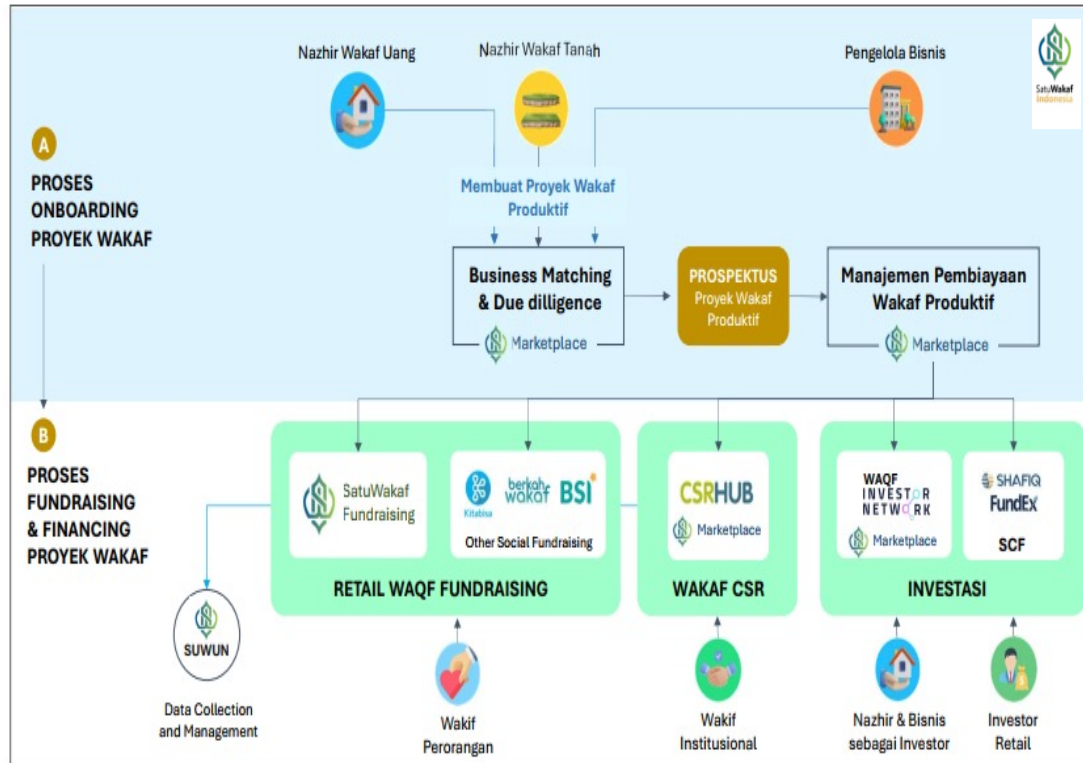 Nazhir Wakaf Uang
Nazhir Wakaf Tanah
Pengelola Bisnis
SatuWakaf
Indonesia
A
PROSES
ONBOARDING
PROYEK WAKAF
Membuat Proyek Wakaf
Produktif
Business Matching
& Due dilligence
Marketplace
PROSPEKTUS
Proyek Wakaf
Produktif
Manajemen Pembiayaan
Wakaf Produktif
Marketplace
B
PROSES
FUNDRAISING
& FINANCING
PROYEK WAKAF
SatuWakaf
Fundraising
Kitabisa
berkah
wakaf
BSI
Other Social Fundraising
RETAIL WAQF FUNDRAISING
CSRHUB
Marketplace
WAKAF CSR
WAQF
INVESTOR
NETWORK
Marketplace
SHAFIQ
FundEx
SCF
INVESTASI
SUWUN
Data Collection
and Management
Wakif
Perorangan
Wakif
Institusional
Nazhir & Bisnis
sebagai Investor
Investor
Retail